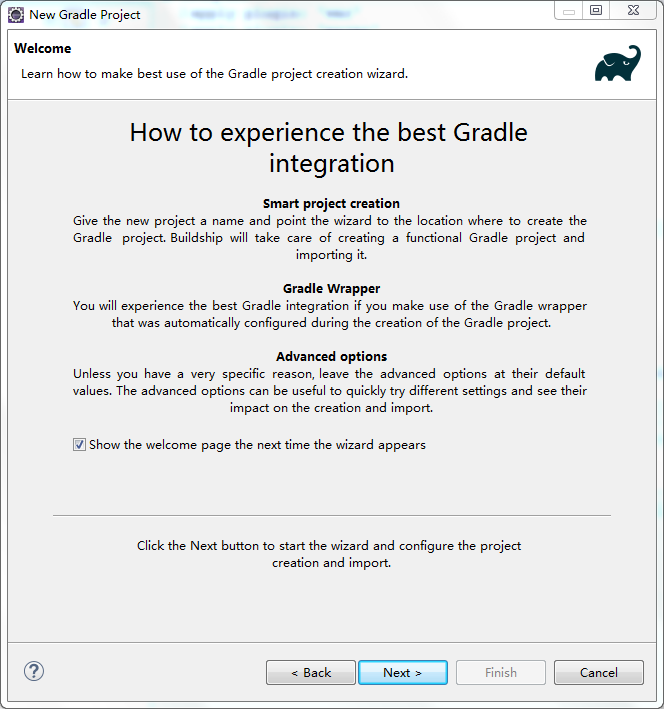 New Gradle Project
Welcome
Learn how to make best use of the Gradle project creation wizard.
How to experience the best Gradle
integration
Smart project creation
Give the new project a name and point the wizard to the location where to create the
Gradle project. Buildship will take care of creating a functional Gradle project and
importing it.
Gradle Wrapper
You will experience the best Gradle integration if you make use of the Gradle wrapper
that was automatically configured during the creation of the Gradle project.
Advanced options
Unless you have a very specific reason, leave the advanced options at their default
values. The advanced options can be useful to quickly try different settings and see their
impact on the creation and import.
Show the welcome page the next time the wizard appears
Click the Next button to start the wizard and configure the project
creation and import.
? < Back Next > Finish Cancel